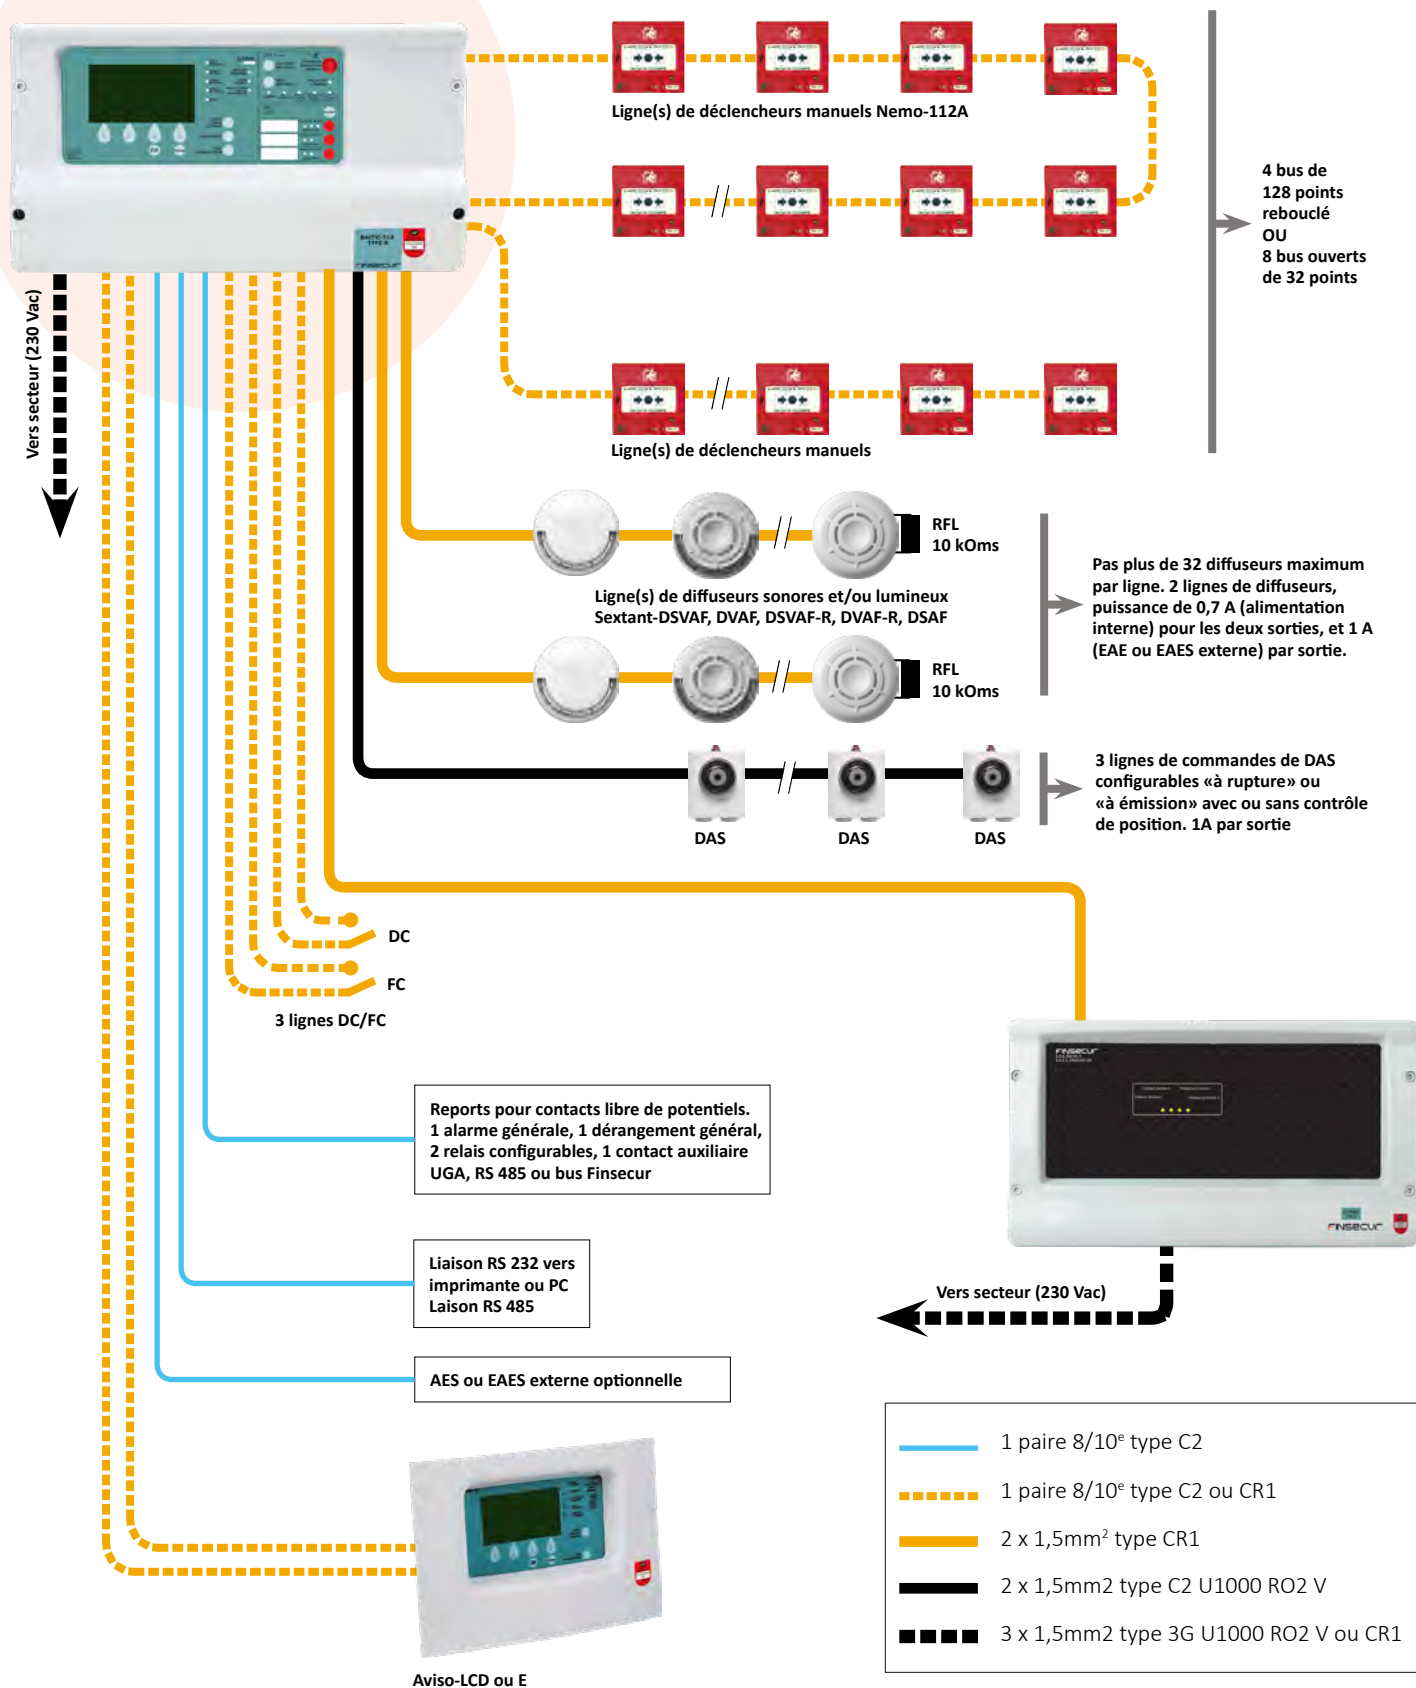 Ligne(s) de déclencheurs manuels Nemo-112A
4 bus de
128 points
rebouclé
OU
8 bus ouverts
de 32 points
BALTIC-512
TYPE A
FINSECUR
Vers secteur (230 Vac)
Ligne(s) de déclencheurs manuels
RFL
10 kOms
Ligne(s) de diffuseurs sonores et/ou lumineux
Sextant-DSVAF, DVAF, DSVAF-R, DVAF-R, DSAF
RFL
10 kOms
Pas plus de 32 diffuseurs maximum
par ligne. 2 lignes de diffuseurs,
puissance de 0,7 A (alimentation
interne) pour les deux sorties, et 1 A
(EAE ou EAES externe) par sortie.
DAS
DAS
DAS
3 lignes de commandes de DAS
configurables «à rupture» ou
«à émission» avec ou sans contrôle
de position. 1A par sortie
DC
FC
3 lignes DC/FC
FINSECUR
FINSECUR
Reports pour contacts libre de potentiels.
1 alarme générale, 1 dérangement général,
2 relais configurables, 1 contact auxiliaire
UGA, RS 485 ou bus Finsecur
Liaison RS 232 vers
imprimante ou PC
Laison RS 485
Vers secteur (230 Vac)
AES ou EAES externe optionnelle
Aviso-LCD ou E
1 paire 8/10e type C2
1 paire 8/10e type C2 ou CR1
2 x 1,5mm² type CR1
2 x 1,5mm2 type C2 U1000 RO2 V
3 x 1,5mm2 type 3G U1000 RO2 V ou CR1